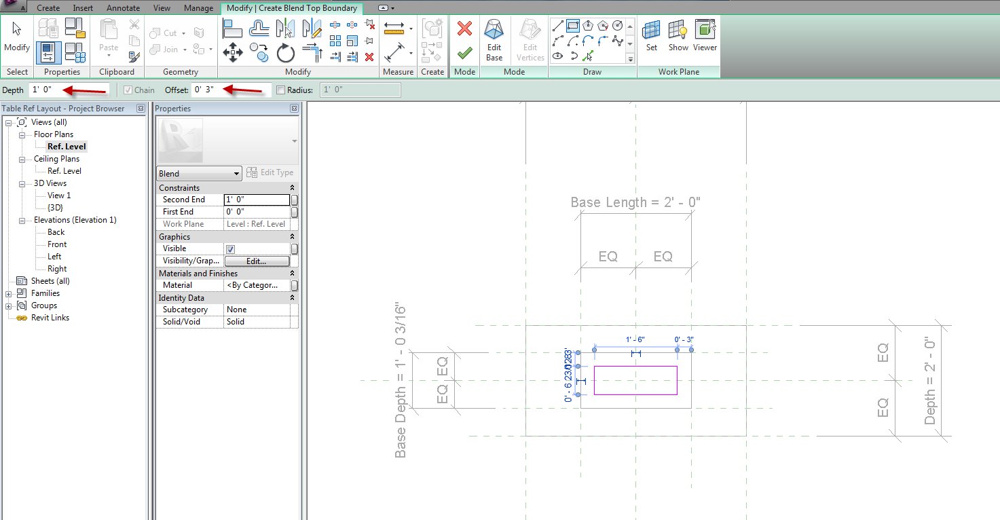 Create Insert Annotate View Manage Modify | Create Blend Top Boundary
A
Modify
Paste
Cut
Join
Edit Base
Edit Vertices
Set Show Viewer
Select Properties Clipboard Geometry Modify Measure Create Mode Mode Draw Work Plane
Depth 1' 0" Chain Offset: 0' 3" Radius: 1' 0"
Table Ref Layout - Project Browser
Views (all)
Floor Plans
Ref. Level
Ceiling Plans
Ref. Level
3D Views
View 1
{3D}
Elevations (Elevation 1)
Back
Front
Left
Right
Sheets (all)
Families
Groups
Revit Links
Properties
Blend
Edit Type
Constraints
Second End 1' 0"
First End 0' 0"
Work Plane Level : Ref. Level
Graphics
Visible
Visibility/Grap... Edit...
Materials and Finishes
Material <By Categor...
Identity Data
Subcategory None
Solid/Void Solid
Base Length = 2' - 0"
EQ EQ
1' - 6" 0' - 3"
Base Depth = 1' - 0 3/16"
EQ
EQ
EQ
EQ
Depth = 2' - 0"